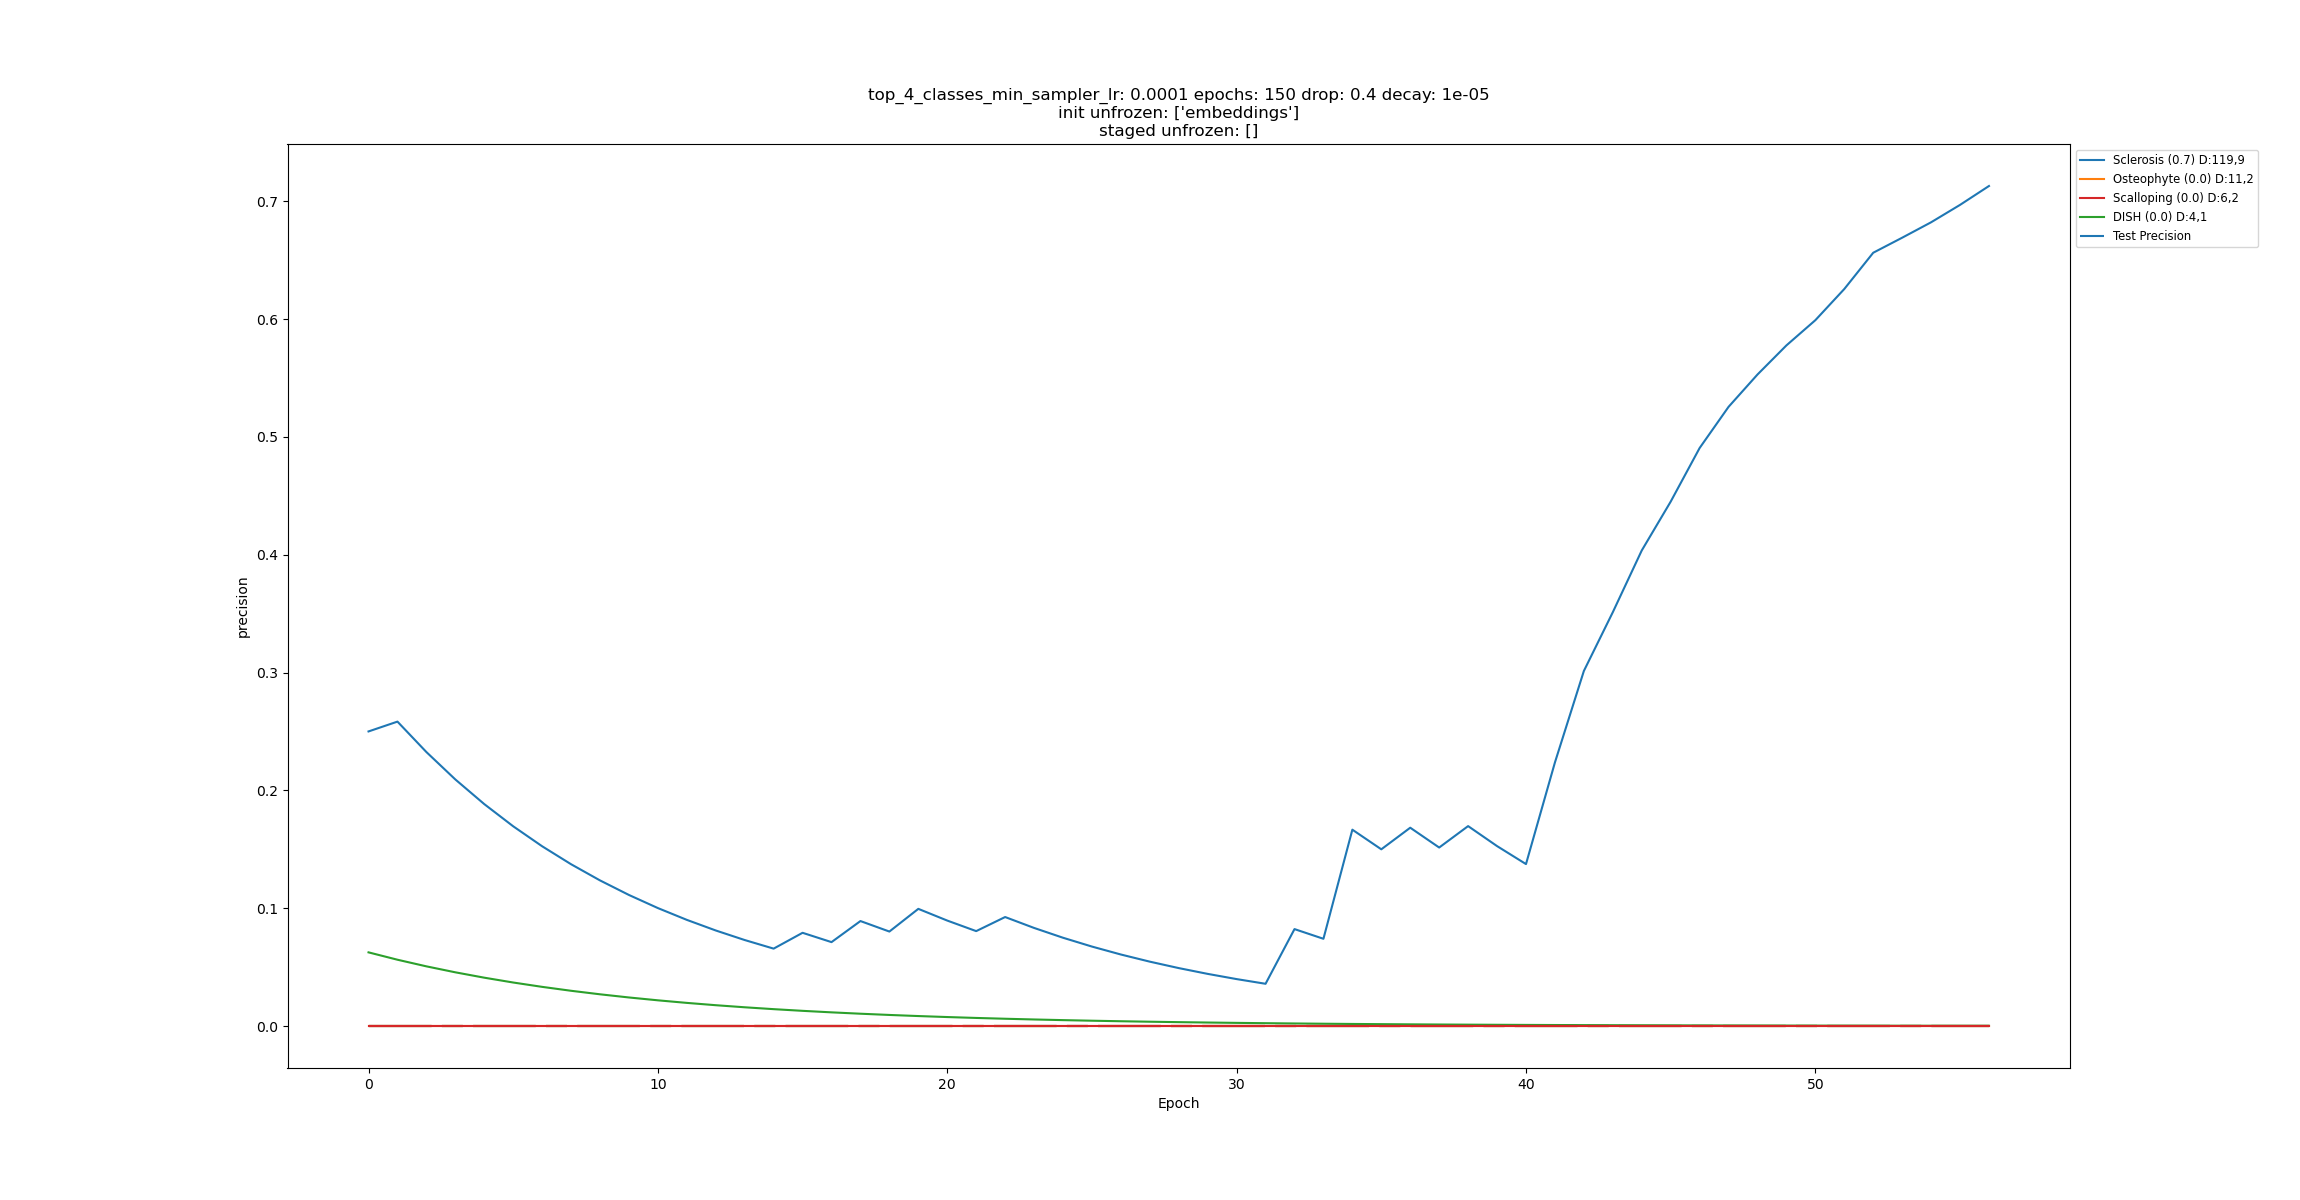 top_4_classes_min_sampler_lr: 0.0001 epochs: 150 drop: 0.4 decay: 1e-05
init unfrozen: ['embeddings']
staged unfrozen: []
Sclerosis (0.7) D:119,9
Osteophyte (0.0) D:11,2
Scalloping (0.0) D:6,2
DISH (0.0) D:4,1
Test Precision
precision
0.7
0.6
0.5
0.4
0.3
0.2
0.1
0.0
0 10 20 30 40 50
Epoch